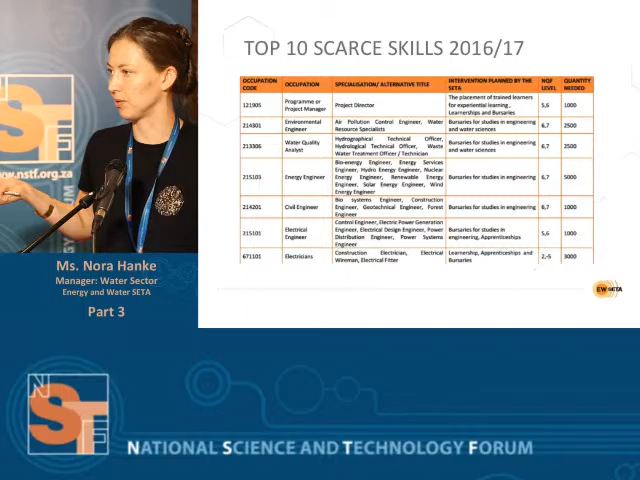 TOP 10 SCARCE SKILLS 2016/17
OCCUPATION CODE
OCCUPATION
SPECIALISATION/ ALTERNATIVE TITLE
INTERVENTION PLANNED BY THE SETA
NQF LEVEL
QUANTITY NEEDED
121905
Programme or Project Manager
Project Director
The placement of trained learners for experiential learning., Learnerships and Bursaries
5,6
1000
214301
Environmental Engineer
Air Pollution Control Engineer, Water Resource Specialists
Bursaries for studies in engineering and water sciences
6,7
2500
213306
Water Quality Analyst
Hydrographical Technical Officer, Hydrological Technical Officer, Waste Water Treatment Officer / Technician
Bursaries for studies in engineering and water sciences
6,7
2500
215103
Energy Engineer
Bio-energy Engineer, Energy Services Engineer, Hydro Energy Engineer, Nuclear Energy Engineer, Renewable Energy Engineer, Solar Energy Engineer, Wind Energy Engineer
Bursaries for studies in engineering
6,7
5000
214201
Civil Engineer
Bio systems Engineer, Construction Engineer, Geotechnical Engineer, Forest Engineer
Bursaries for studies in engineering
6,7
1000
215101
Electrical Engineer
Control Engineer, Electric Power Generation Engineer, Electrical Design Engineer, Power Distribution Engineer, Power Systems Engineer
Bursaries for studies in engineering, Apprenticeships
5,6
1000
671101
Electricians
Construction Electrician, Electrical Wireman, Electrical Fitter
Learnership, Apprenticeships and Bursaries
2,-5
3000
EW SETA
www.nstf.org.za
Ms. Nora Hanke
Manager: Water Sector
Energy and Water SETA
Part 3
NSTF
NATIONAL SCIENCE AND TECHNOLOGY FORUM